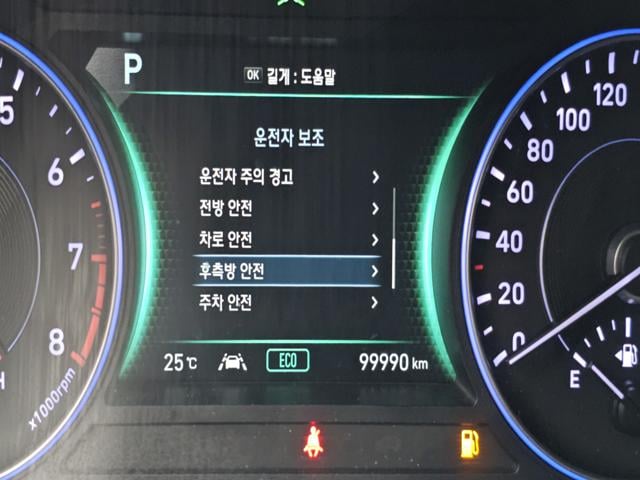 P
OK 길게 : 도움말
운전자 보조
운전자 주의 경고
전방 안전
차로 안전
후측방 안전
주차 안전
25℃ ECO 99990 km
5
6
7
8
x1000rpm
H
120
100
80
60
40
20
0
E